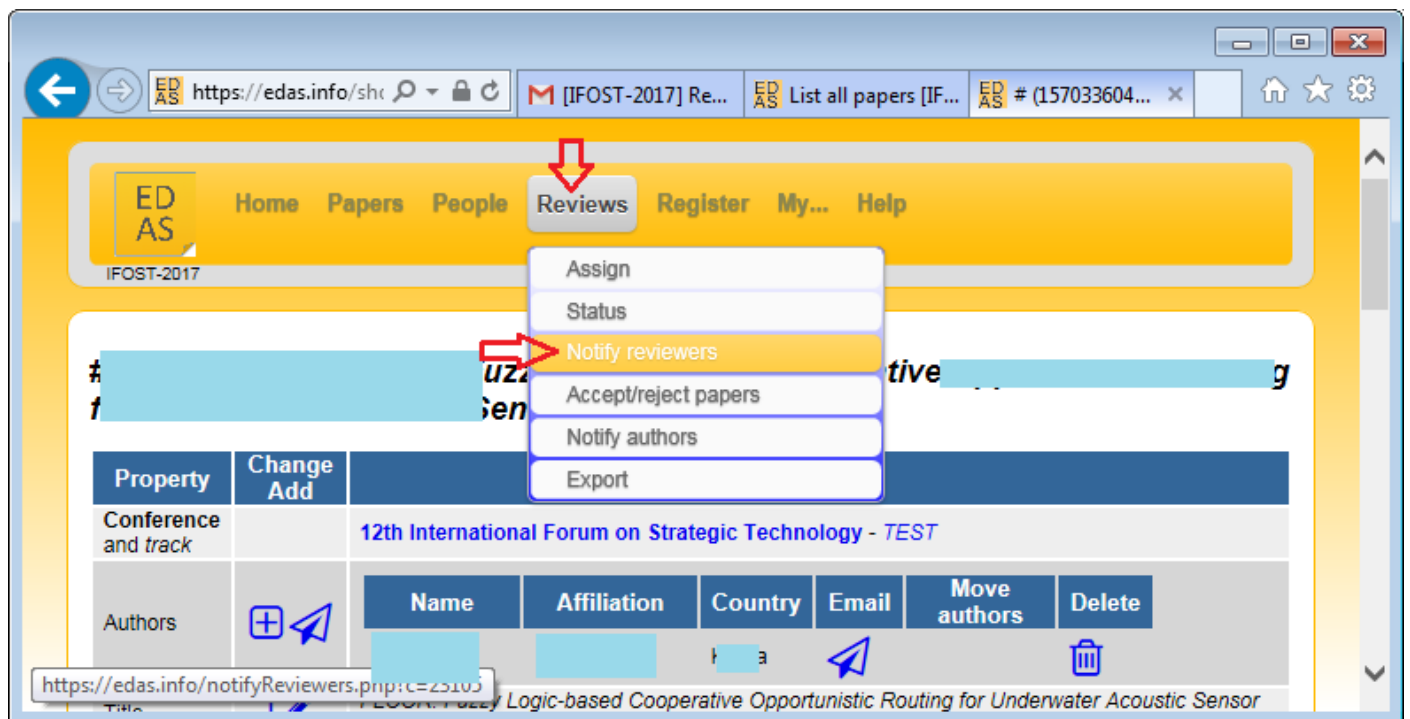 https://edas.info/sho
[IFOST-2017] Re...
List all papers [IF...
# (157033604...
ED AS
Home Papers People Reviews Register My... Help
IFOST-2017
Assign
Status
Notify reviewers
Accept/reject papers
Notify authors
Export
#
Property
Change Add
Conference and track
12th International Forum on Strategic Technology - TEST
Authors
Name Affiliation Country Email Move authors Delete
https://edas.info/notifyReviewers.php?c=23105
Title
Fuzzy Logic-based Cooperative Opportunistic Routing for Underwater Acoustic Sensor